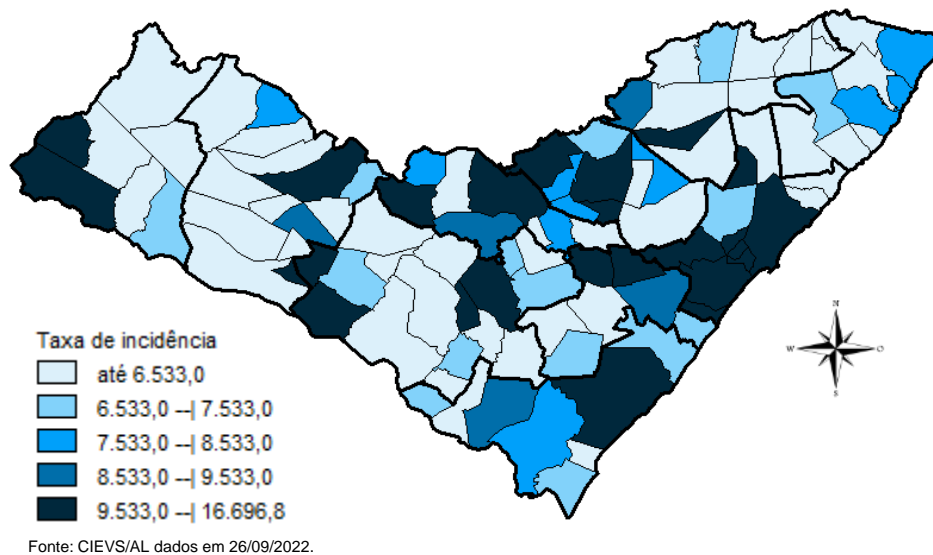 N
W
O
S
Taxa de incidência
até 6.533,0
6.533,0 --| 7.533,0
7.533,0 --| 8.533,0
8.533,0 --| 9.533,0
9.533,0 --| 16.696,8
Fonte: CIEVS/AL dados em 26/09/2022.